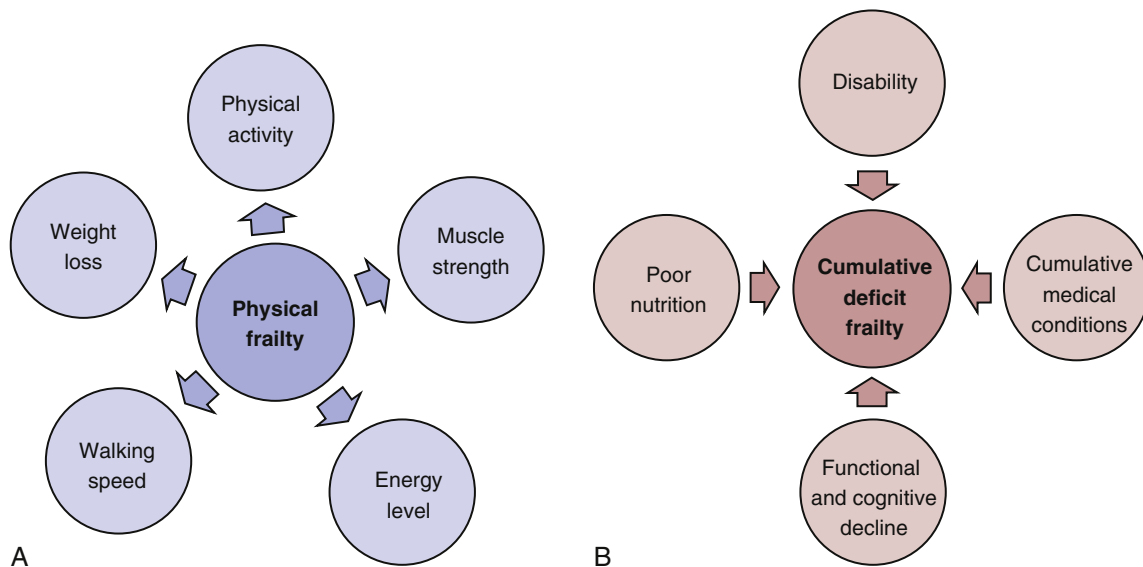 Physical
activity
Weight
loss
Muscle
strength
Physical
frailty
Walking
speed
Energy
level
A
Disability
Poor
nutrition
Cumulative
deficit
frailty
Cumulative
medical
conditions
Functional
and cognitive
decline
B